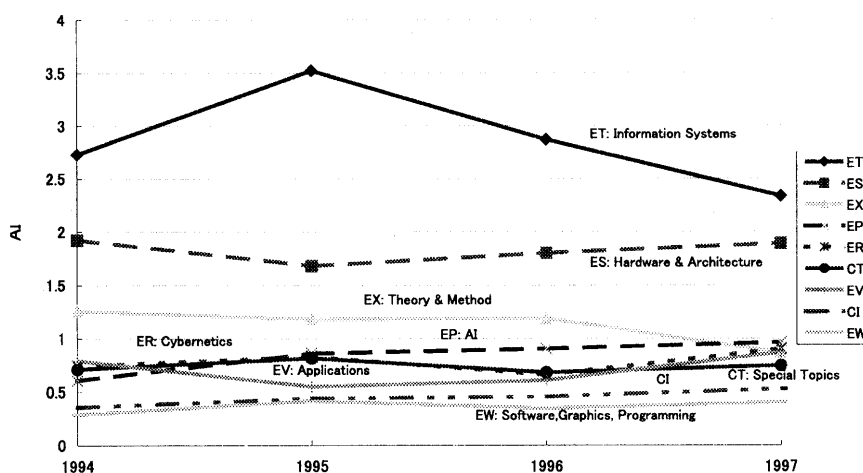 4
3.5
3
2.5
2
1.5
1
0.5
0
AI
1994
1995
1996
1997
ET: Information Systems
ES: Hardware & Architecture
EX: Theory & Method
ER: Cybernetics
EP: AI
EV: Applications
CI
CT: Special Topics
EW: Software,Graphics, Programming
ET
ES
EX
EP
ER
CT
EV
CI
EW